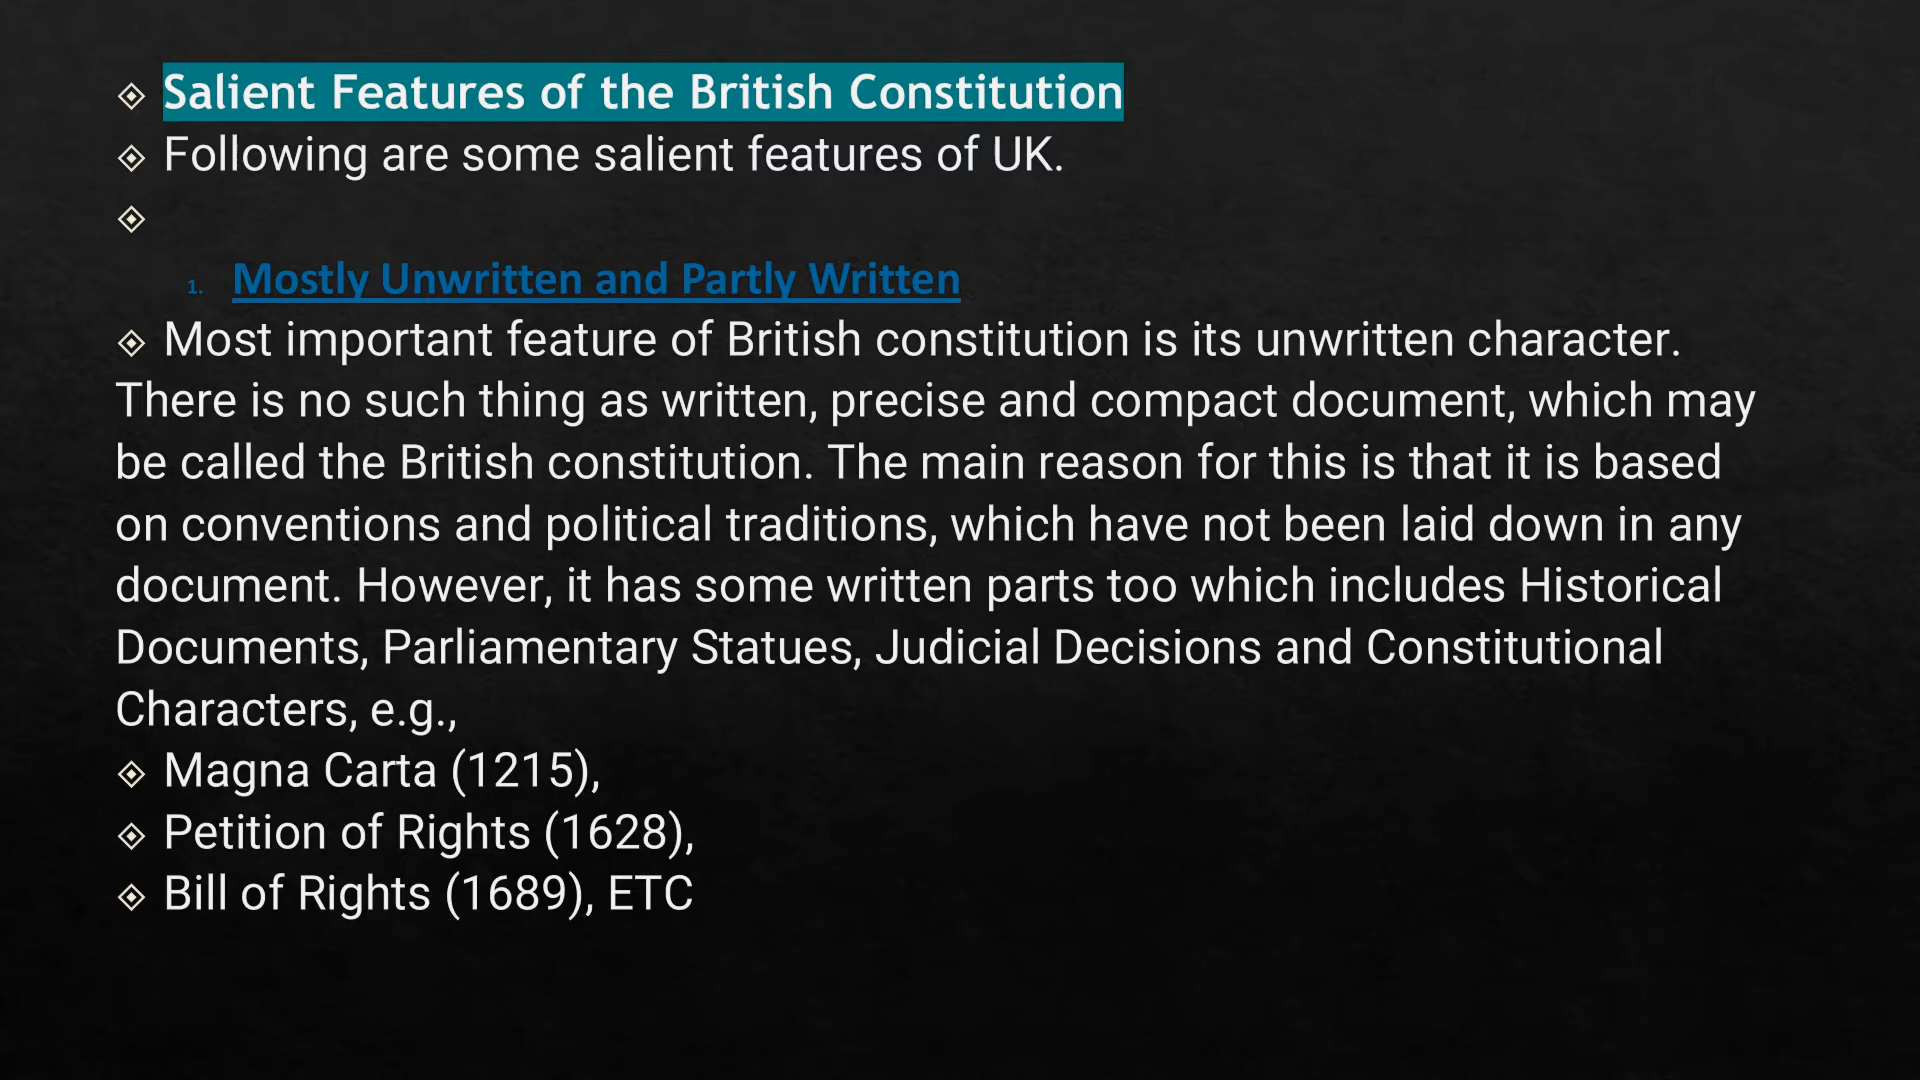 Salient Features of the British Constitution
Following are some salient features of UK.
1. Mostly Unwritten and Partly Written
Most important feature of British constitution is its unwritten character.
There is no such thing as written, precise and compact document, which may
be called the British constitution. The main reason for this is that it is based
on conventions and political traditions, which have not been laid down in any
document. However, it has some written parts too which includes Historical
Documents, Parliamentary Statues, Judicial Decisions and Constitutional
Characters, e.g.,
Magna Carta (1215),
Petition of Rights (1628),
Bill of Rights (1689), ETC